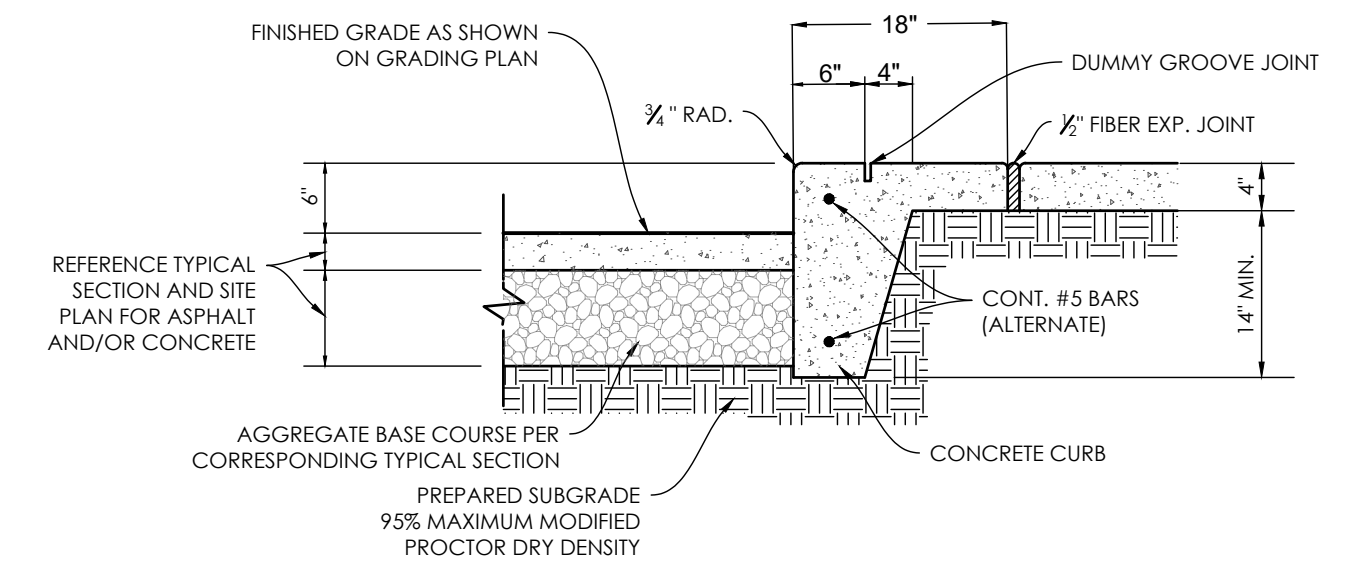 FINISHED GRADE AS SHOWN
ON GRADING PLAN
18"
6"
4"
DUMMY GROOVE JOINT
3/4" RAD.
1/2" FIBER EXP. JOINT
6"
4"
REFERENCE TYPICAL
SECTION AND SITE
PLAN FOR ASPHALT
AND/OR CONCRETE
CONT. #5 BARS
(ALTERNATE)
14" MIN.
AGGREGATE BASE COURSE PER
CORRESPONDING TYPICAL SECTION
CONCRETE CURB
PREPARED SUBGRADE
95% MAXIMUM MODIFIED
PROCTOR DRY DENSITY